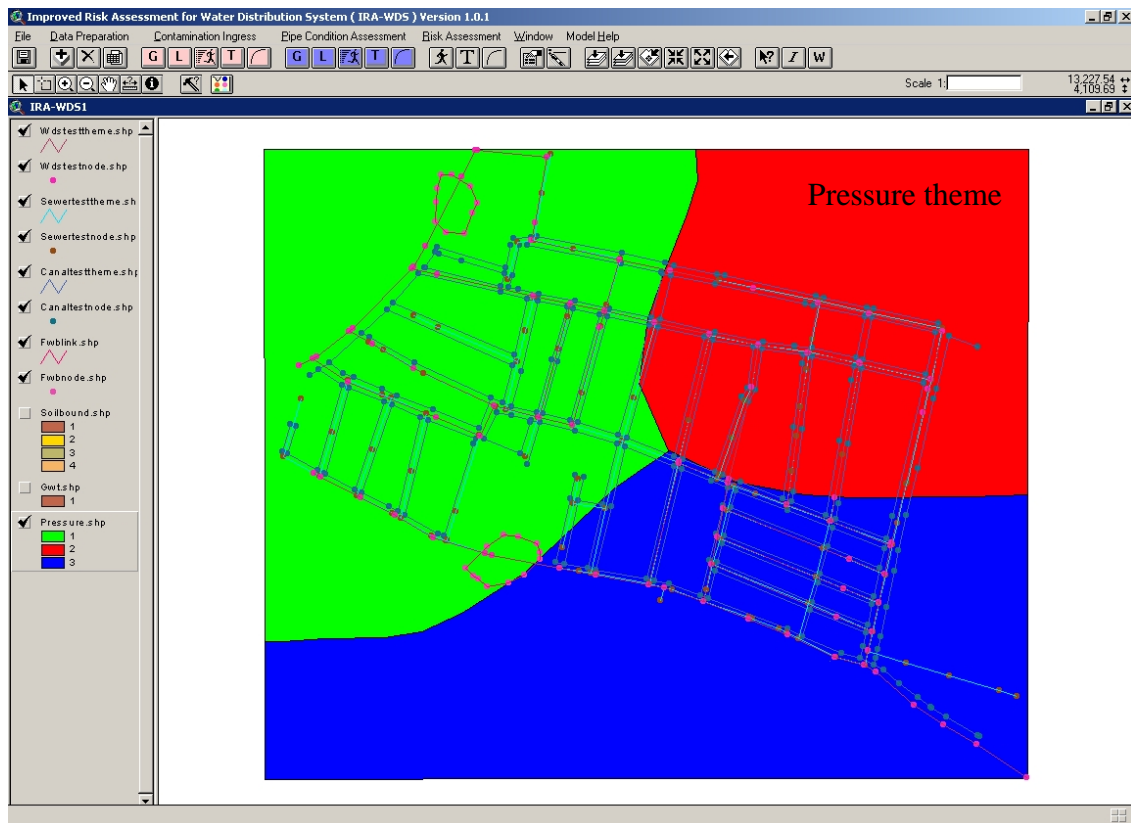 Improved Risk Assessment for Water Distribution System ( IRA-WDS ) Version 1.0.1
File Data Preparation Contamination Ingress Pipe Condition Assessment Risk Assessment Window Model Help
G L T G L T T ? I W
Scale 1: 13,227.54
4,109.69
IRA-WDS1
Wdstesttheme.shp
Wdstestnode.shp
Sewertesttheme.sh
Sewertestnode.shp
Canaltesttheme.shp
Canaltestnode.shp
Fwblink.shp
Fwbnode.shp
Soilbound.shp
1
2
3
4
Gwt.shp
1
Pressure.shp
1
2
3
Pressure theme